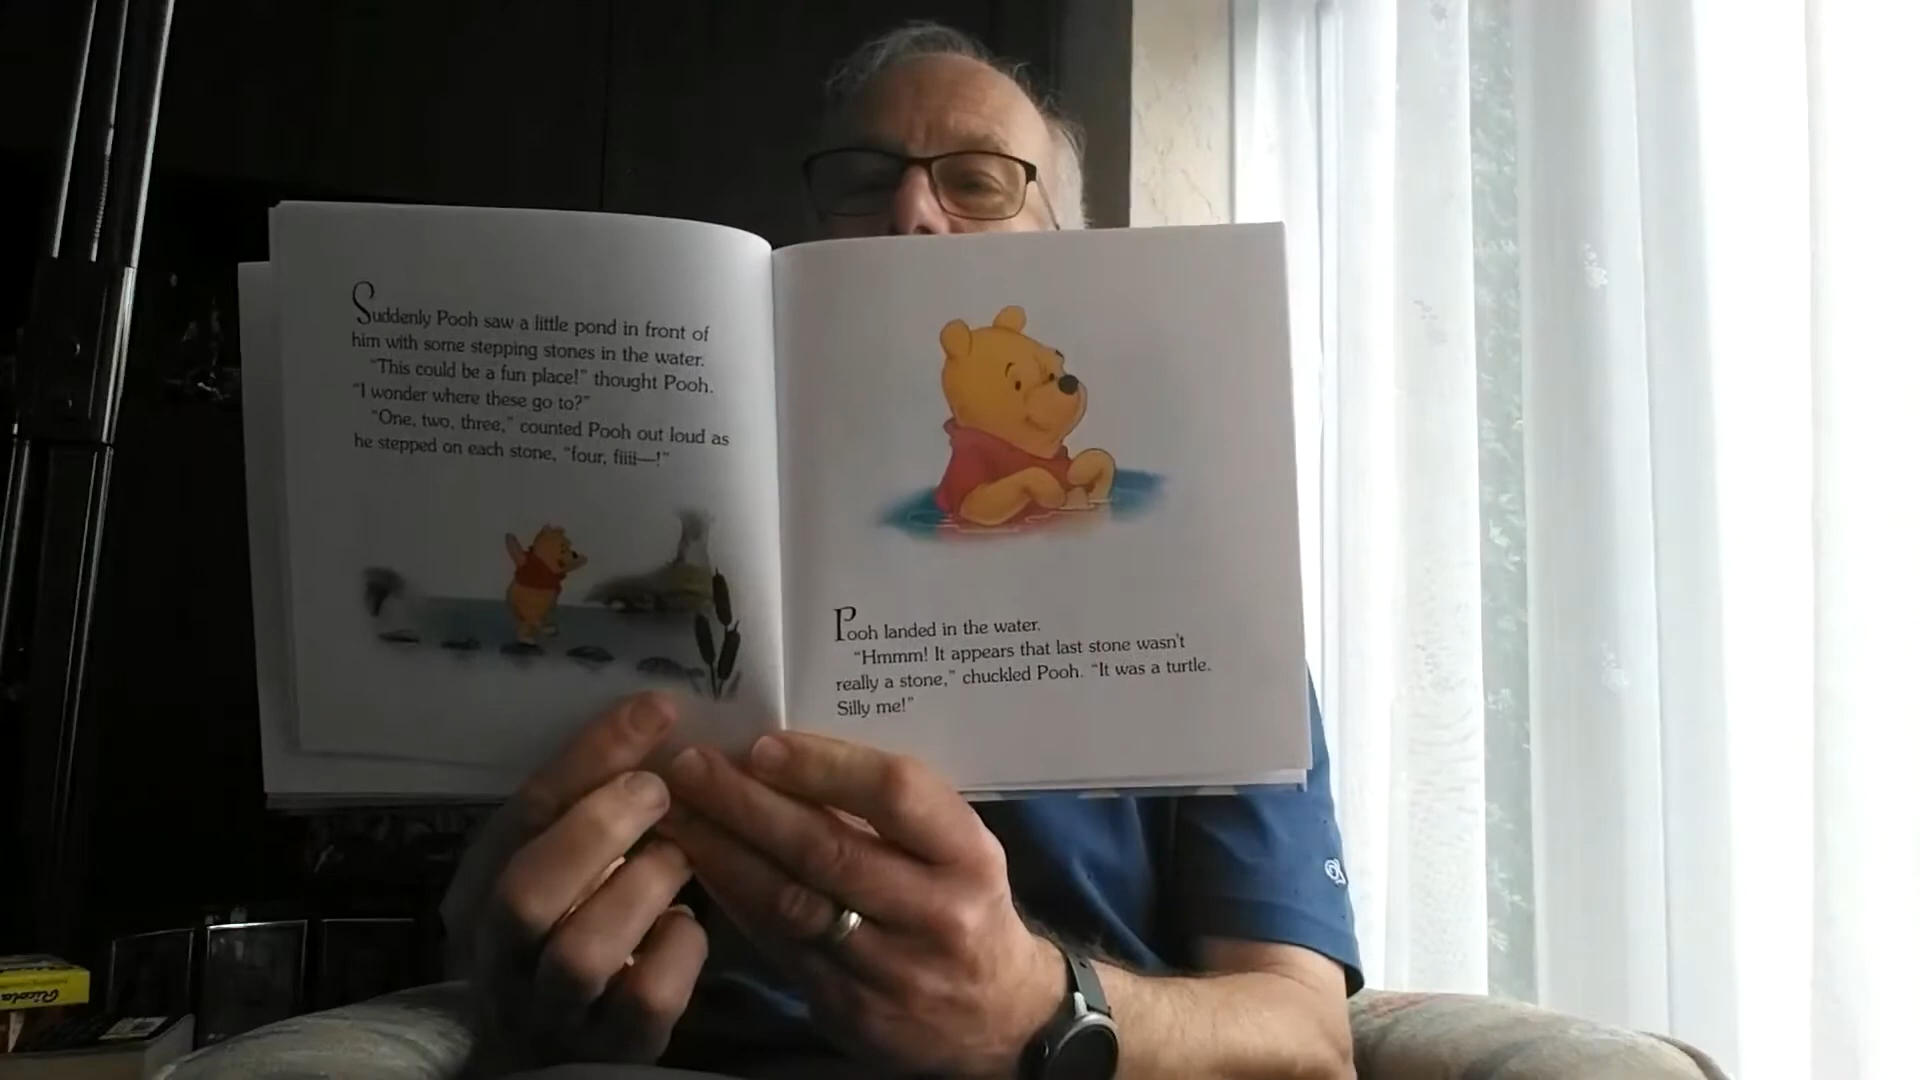 Suddenly Pooh saw a little pond in front of
him with some stepping stones in the water.
"This could be a fun place!" thought Pooh.
"I wonder where these go to?"
"One, two, three," counted Pooh out loud as
he stepped on each stone, "four, fiiii—!"
Pooh landed in the water.
"Hmmm! It appears that last stone wasn't
really a stone," chuckled Pooh. "It was a turtle.
Silly me!"
Ricola